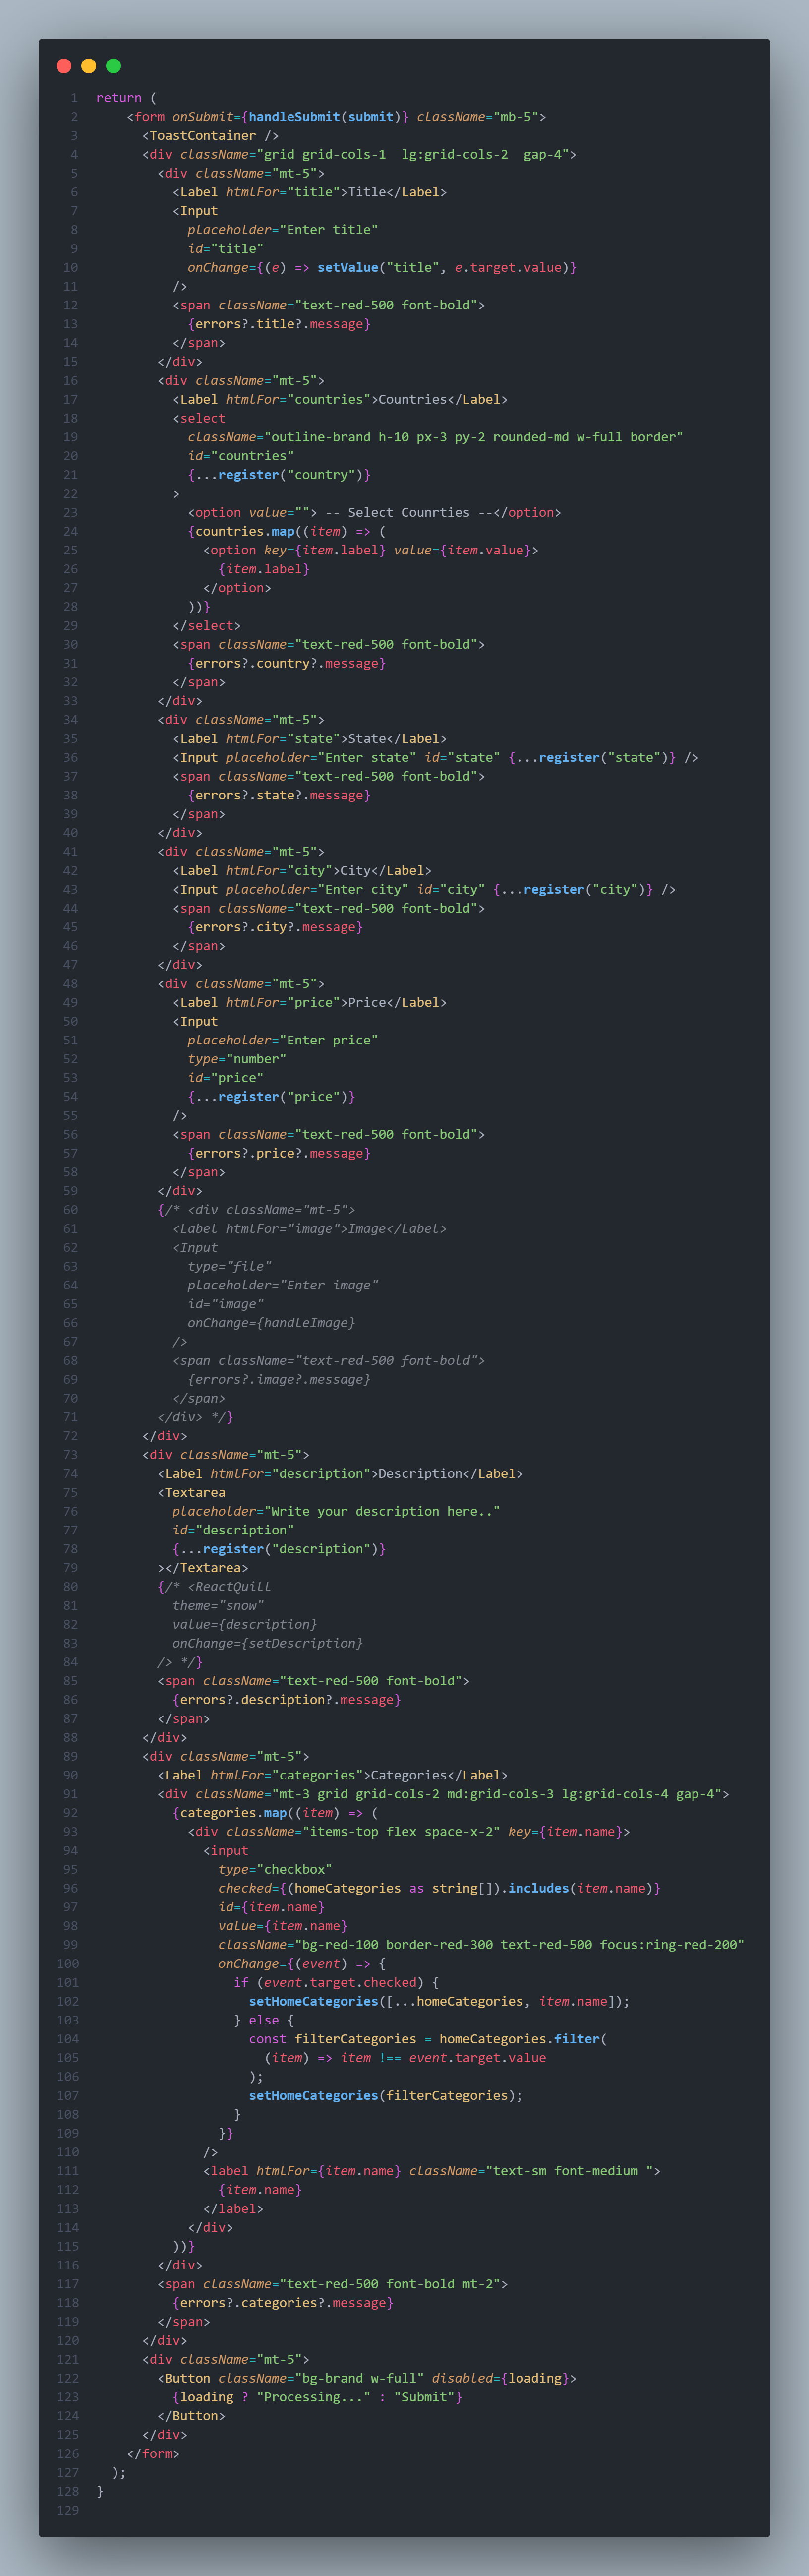 1 return (
2     <form onSubmit={handleSubmit(submit)} className="mb-5">
3       <ToastContainer />
4       <div className="grid grid-cols-1  lg:grid-cols-2  gap-4">
5         <div className="mt-5">
6           <Label htmlFor="title">Title</Label>
7           <Input
8             placeholder="Enter title"
9             id="title"
10             onChange={(e) => setValue("title", e.target.value)}
11           />
12           <span className="text-red-500 font-bold">
13             {errors?.title?.message}
14           </span>
15         </div>
16         <div className="mt-5">
17           <Label htmlFor="countries">Countries</Label>
18           <select
19             className="outline-brand h-10 px-3 py-2 rounded-md w-full border"
20             id="countries"
21             {...register("country")}
22           >
23             <option value=""> -- Select Counrties --</option>
24             {countries.map((item) => (
25               <option key={item.label} value={item.value}>
26                 {item.label}
27               </option>
28             ))}
29           </select>
30           <span className="text-red-500 font-bold">
31             {errors?.country?.message}
32           </span>
33         </div>
34         <div className="mt-5">
35           <Label htmlFor="state">State</Label>
36           <Input placeholder="Enter state" id="state" {...register("state")} />
37           <span className="text-red-500 font-bold">
38             {errors?.state?.message}
39           </span>
40         </div>
41         <div className="mt-5">
42           <Label htmlFor="city">City</Label>
43           <Input placeholder="Enter city" id="city" {...register("city")} />
44           <span className="text-red-500 font-bold">
45             {errors?.city?.message}
46           </span>
47         </div>
48         <div className="mt-5">
49           <Label htmlFor="price">Price</Label>
50           <Input
51             placeholder="Enter price"
52             type="number"
53             id="price"
54             {...register("price")}
55           />
56           <span className="text-red-500 font-bold">
57             {errors?.price?.message}
58           </span>
59         </div>
60         {/* <div className="mt-5">
61           <Label htmlFor="image">Image</Label>
62           <Input
63             type="file"
64             placeholder="Enter image"
65             id="image"
66             onChange={handleImage}
67           />
68           <span className="text-red-500 font-bold">
69             {errors?.image?.message}
70           </span>
71         </div> */}
72       </div>
73       <div className="mt-5">
74         <Label htmlFor="description">Description</Label>
75         <Textarea
76           placeholder="Write your description here.."
77           id="description"
78           {...register("description")}
79         ></Textarea>
80         {/* <ReactQuill
81           theme="snow"
82           value={description}
83           onChange={setDescription}
84         /> */}
85         <span className="text-red-500 font-bold">
86           {errors?.description?.message}
87         </span>
88       </div>
89       <div className="mt-5">
90         <Label htmlFor="categories">Categories</Label>
91         <div className="mt-3 grid grid-cols-2 md:grid-cols-3 lg:grid-cols-4 gap-4">
92           {categories.map((item) => (
93             <div className="items-top flex space-x-2" key={item.name}>
94               <input
95                 type="checkbox"
96                 checked={(homeCategories as string[]).includes(item.name)}
97                 id={item.name}
98                 value={item.name}
99                 className="bg-red-100 border-red-300 text-red-500 focus:ring-red-200"
100                 onChange={(event) => {
101                   if (event.target.checked) {
102                     setHomeCategories([...homeCategories, item.name]);
103                   } else {
104                     const filterCategories = homeCategories.filter(
105                       (item) => item !== event.target.value
106                     );
107                     setHomeCategories(filterCategories);
108                   }
109                 }}
110               />
111               <label htmlFor={item.name} className="text-sm font-medium ">
112                 {item.name}
113               </label>
114             </div>
115           ))}
116         </div>
117         <span className="text-red-500 font-bold mt-2">
118           {errors?.categories?.message}
119         </span>
120       </div>
121       <div className="mt-5">
122         <Button className="bg-brand w-full" disabled={loading}>
123           {loading ? "Processing..." : "Submit"}
124         </Button>
125       </div>
126     </form>
127   );
128 }
129